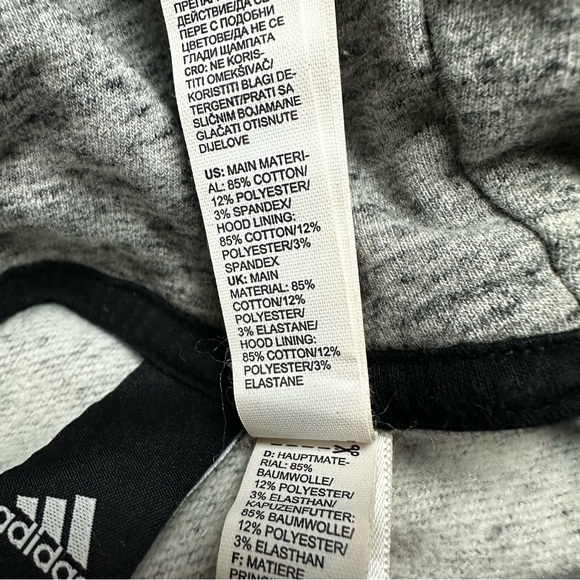 ДЕЙСТВИЕ/ДА СЕ
ПЕРЕ С ПОДОБНИ
ЦВЕТОВЕ/ДА НЕ
ГЛАДИ ЩАМПАТА
CRO: NE KORIS-
TITI OMEKŠIVAČ/
KORISTITI BLAGI DE-
TERGENT/PRATI SA
SLIČNIM BOJAMA/NE
GLAČATI OTISNUTE
DIJELOVE
US: MAIN MATERI-
AL: 85% COTTON/
12% POLYESTER/
3% SPANDEX/
HOOD LINING:
85% COTTON/12%
POLYESTER/3%
SPANDEX
UK: MAIN
MATERIAL: 85%
COTTON/12%
POLYESTER/
3% ELASTANE/
HOOD LINING:
85% COTTON/12%
POLYESTER/3%
ELASTANE
D: HAUPTMATE-
RIAL: 85%
BAUMWOLLE/
12% POLYESTER/
3% ELASTHAN/
KAPUZENFUTTER:
85% BAUMWOLLE/
12% POLYESTER/
3% ELASTHAN
F: MATIERE
adidas